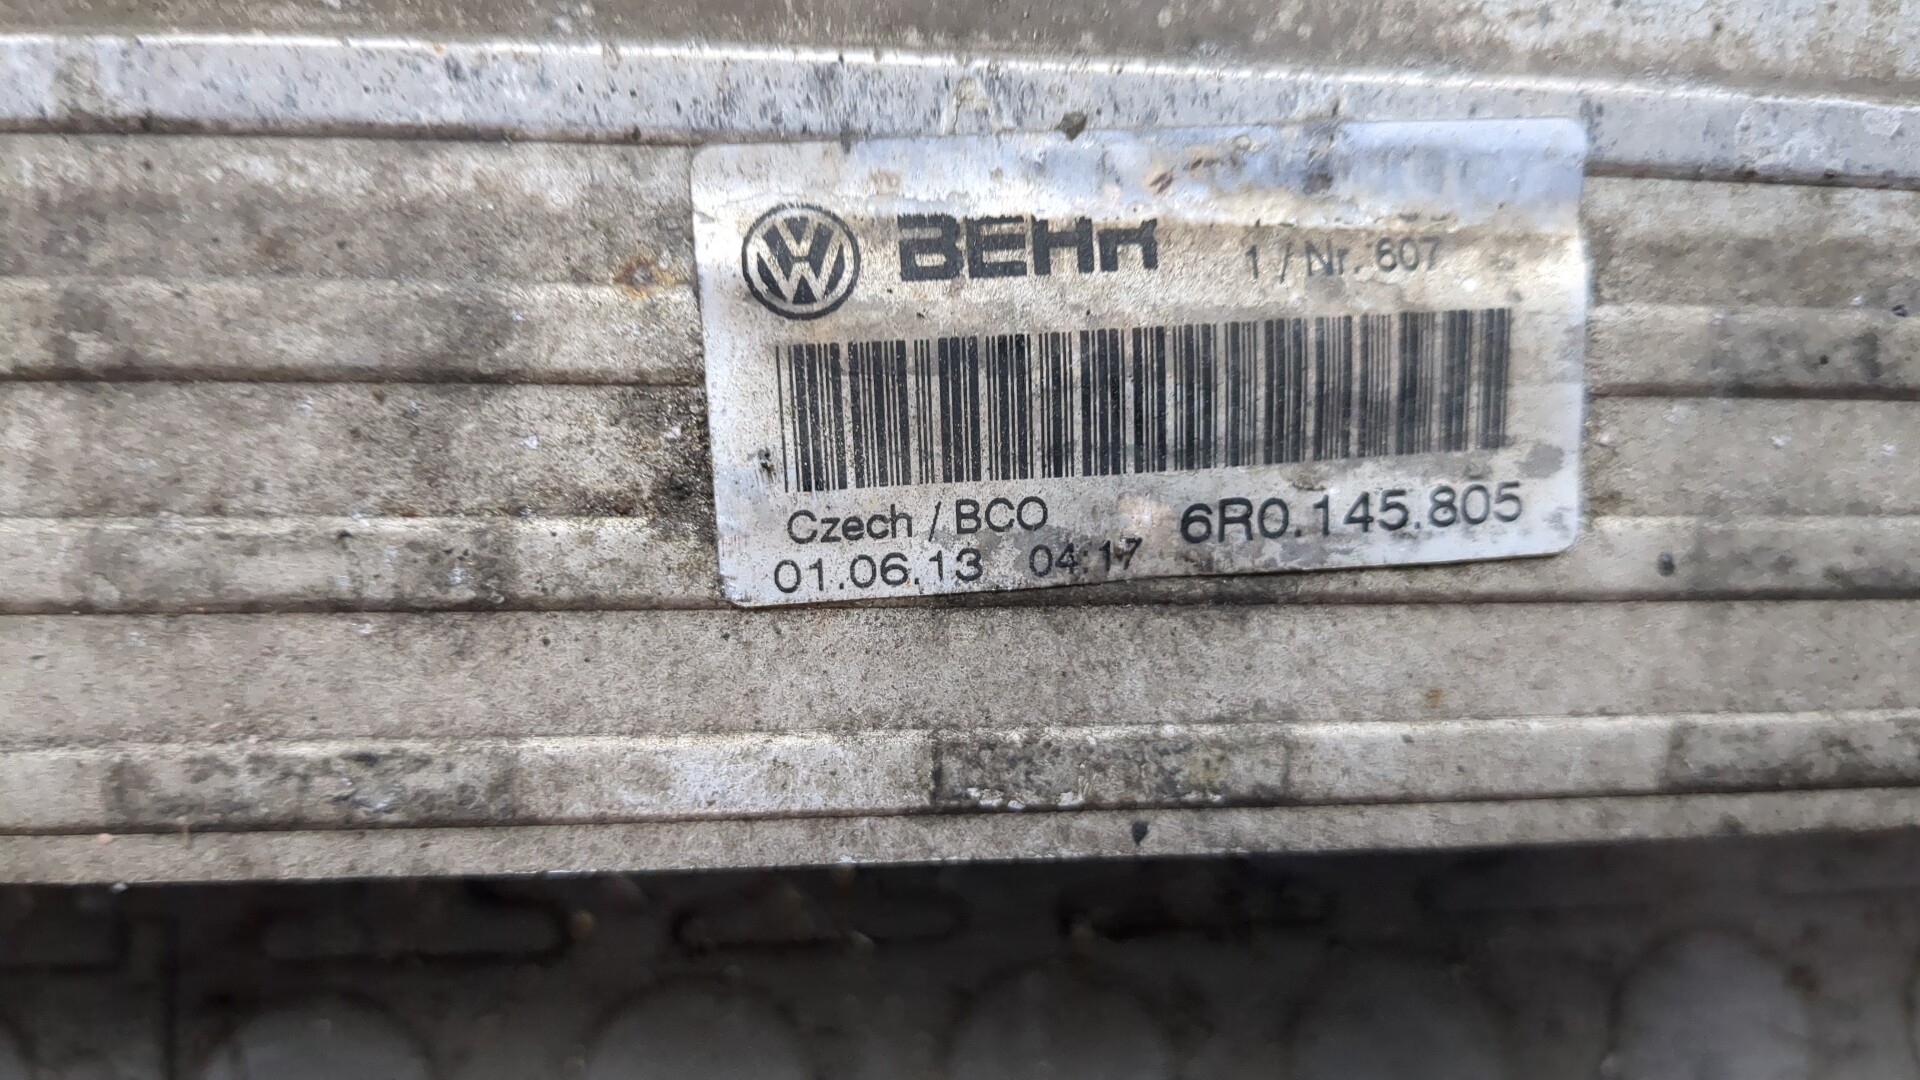 BEHR 1 / Nr. 607
Czech / BCO 6R0.145.805
01.06.13 04:17